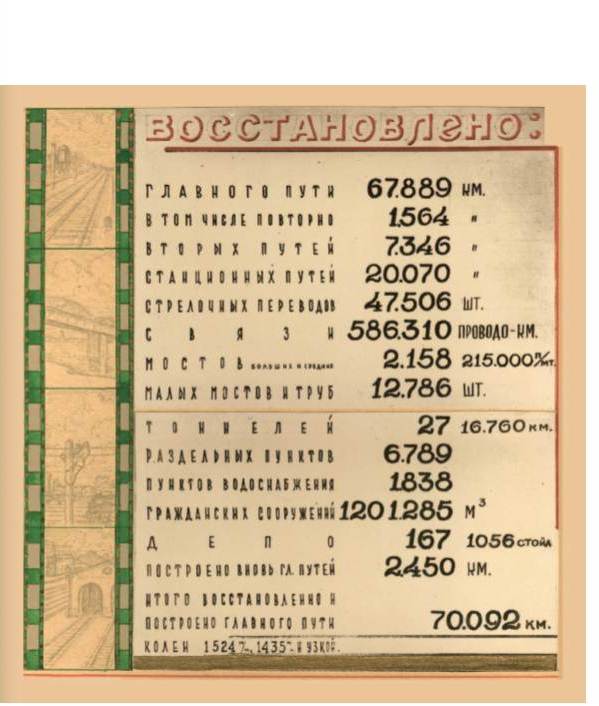 ВОССТАНОВЛЕНО:
ГЛАВНОГО ПУТИ 67.889 КМ.
В ТОМ ЧИСЛЕ ПОВТОРНО 1.564 "
ВТОРЫХ ПУТЕЙ 7.346 "
СТАНЦИОННЫХ ПУТЕЙ 20.070 "
СТРЕЛОЧНЫХ ПЕРЕВОДОВ 47.506 ШТ.
СВЯЗИ 586.310 ПРОВОДО-КМ.
МОСТОВ БОЛЬШИХ И СРЕДНИХ 2.158 215.000
МАЛЫХ МОСТОВ И ТРУБ 12.786 ШТ.
ТОННЕЛЕЙ 27 16.760 КМ.
РАЗДЕЛЬНЫХ ПУНКТОВ 6.789
ПУНКТОВ ВОДОСНАБЖЕНИЯ 1838
ГРАЖДАНСКИХ СООРУЖЕНИЙ 1201.285 М³
ДЕПО 167 1056 СТОЙЛ
ПОСТРОЕНО ВНОВЬ ГЛ. ПУТЕЙ 2.450 КМ.
ИТОГО ВОССТАНОВЛЕННО И
ПОСТРОЕНО ГЛАВНОГО ПУТИ 70.092 КМ.
КОЛЕИ 1524, 1435 И УЗКОЙ.